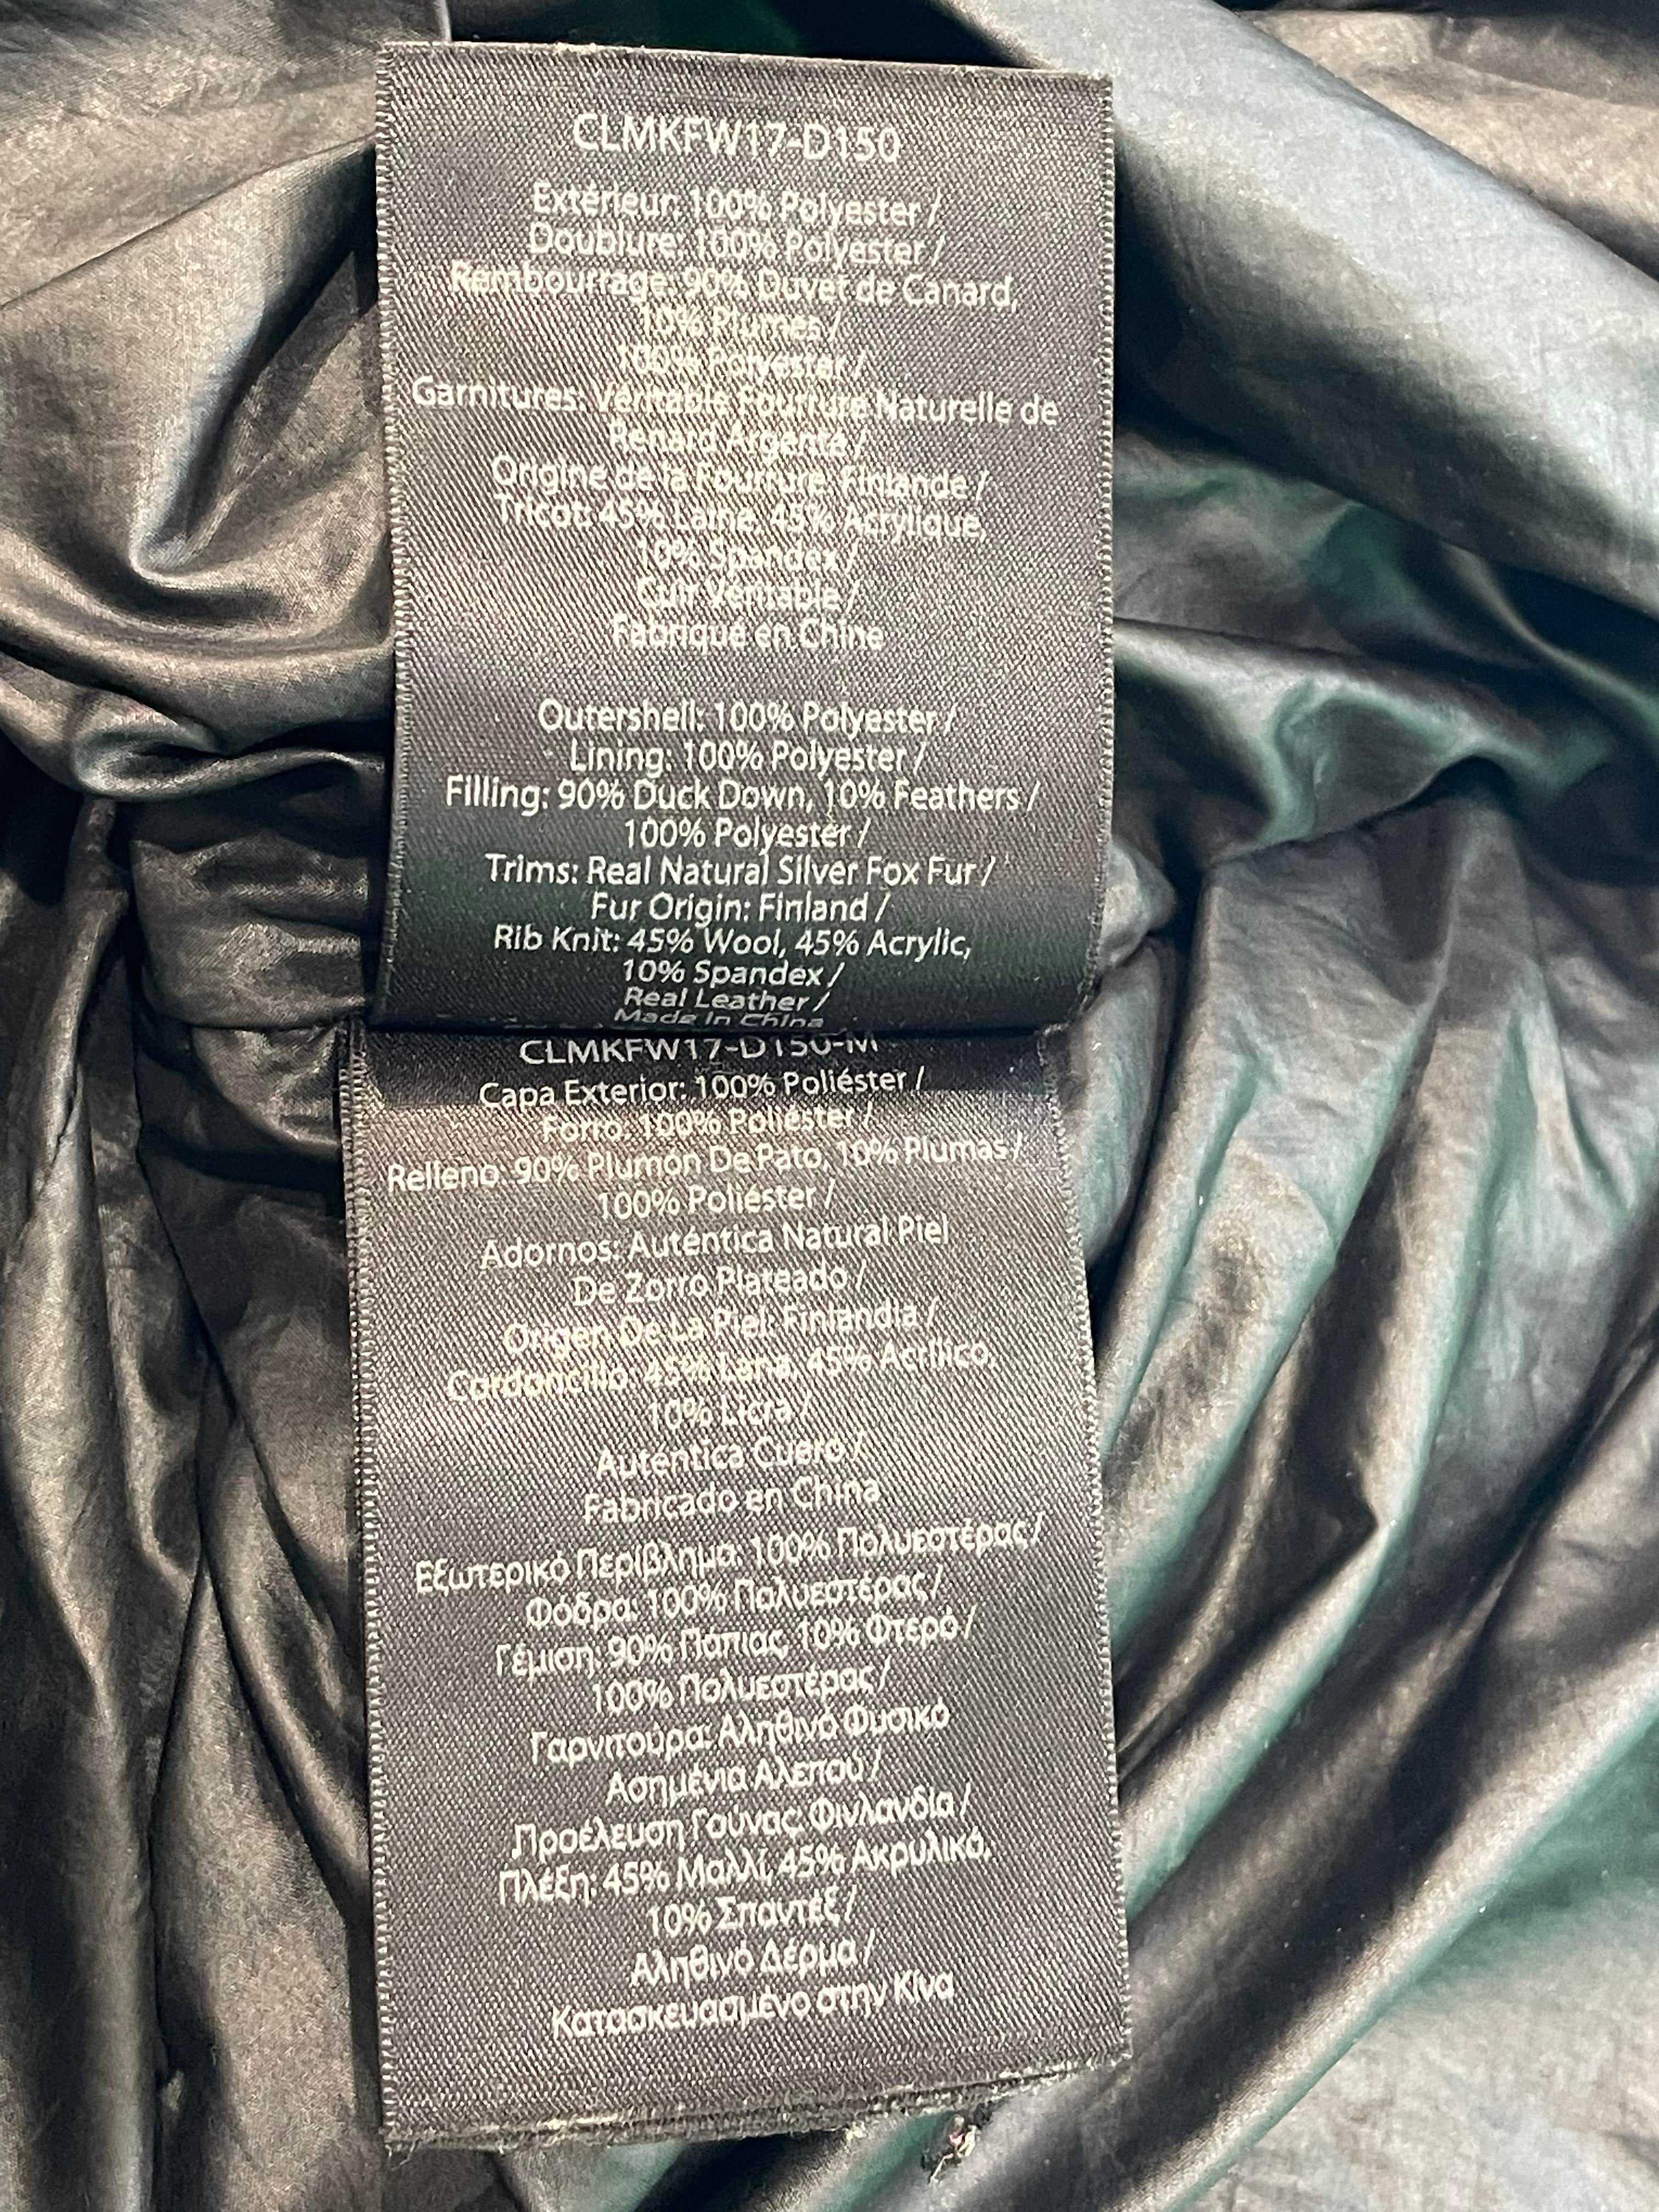 CLMKFW17-D150
Extérieur: 100% Polyester /
Doublure: 100% Polyester /
Rembourrage: 90% Duvet de Canard,
10% Plumes /
100% Polyester /
Garnitures: Véritable Fourrure Naturelle de
Renard Argenté /
Origine de la Fourrure: Finlande /
Tricot: 45% Laine, 45% Acrylique,
10% Spandex /
Cuir Véritable /
Fabriqué en Chine
Outershell: 100% Polyester /
Lining: 100% Polyester /
Filling: 90% Duck Down, 10% Feathers /
100% Polyester /
Trims: Real Natural Silver Fox Fur /
Fur Origin: Finland /
Rib Knit: 45% Wool, 45% Acrylic,
10% Spandex /
Real Leather /
Made In China
CLMKFW17-D150-M
Capa Exterior: 100% Poliéster /
Forro: 100% Poliéster /
Relleno: 90% Plumón De Pato, 10% Plumas /
100% Poliéster /
Adornos: Auténtica Natural Piel
De Zorro Plateado /
Origen De La Piel: Finlandia /
Cordoncillo: 45% Lana, 45% Acrílico,
10% Licra /
Auténtica Cuero /
Fabricado en China
Εξωτερικό Περίβλημα: 100% Πολυεστέρας /
Φόδρα: 100% Πολυεστέρας /
Γέμιση: 90% Πάπιας, 10% Φτερό /
100% Πολυεστέρας /
Γαρνιτούρα: Αληθινό Φυσικό
Ασημένια Αλεπού /
Προέλευση Γούνας: Φινλανδία /
Πλέξη: 45% Μαλλί, 45% Ακρυλικό,
10% Σπαντέξ /
Αληθινό Δέρμα /
Κατασκευασμένο στην Κίνα